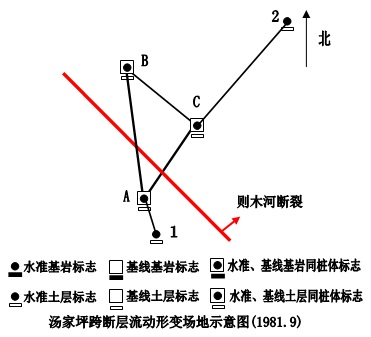 2
北
B
C
A
则木河断裂
1
水准基岩标志 基线基岩标志 水准、基线基岩同桩体标志
水准土层标志 基线土层标志 水准、基线土层同桩体标志
汤家坪跨断层流动形变场地示意图(1981.9)